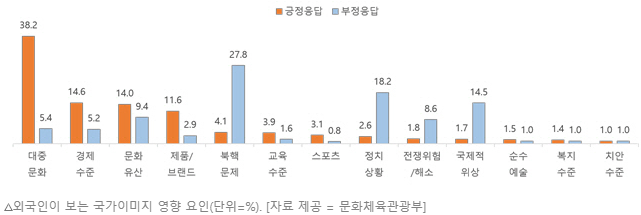 긍정응답 부정응답
38.2 5.4 14.6 5.2 14.0 9.4 11.6 2.9 4.1 27.8 3.9 1.6 3.1 0.8 2.6 18.2 1.8 8.6 1.7 14.5 1.5 1.0 1.4 1.0 1.0 1.0
대중 경제 문화 제품/ 북핵 교육 스포츠 정치 전쟁위험 국제적 순수 복지 치안
문화 수준 유산 브랜드 문제 수준 상황 /해소 위상 예술 수준 수준
△외국인이 보는 국가이미지 영향 요인(단위=%). [자료 제공 = 문화체육관광부]